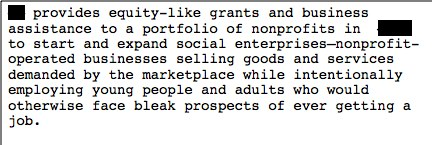 provides equity-like grants and business
assistance to a portfolio of nonprofits in
to start and expand social enterprises—nonprofit-
operated businesses selling goods and services
demanded by the marketplace while intentionally
employing young people and adults who would
otherwise face bleak prospects of ever getting a
job.